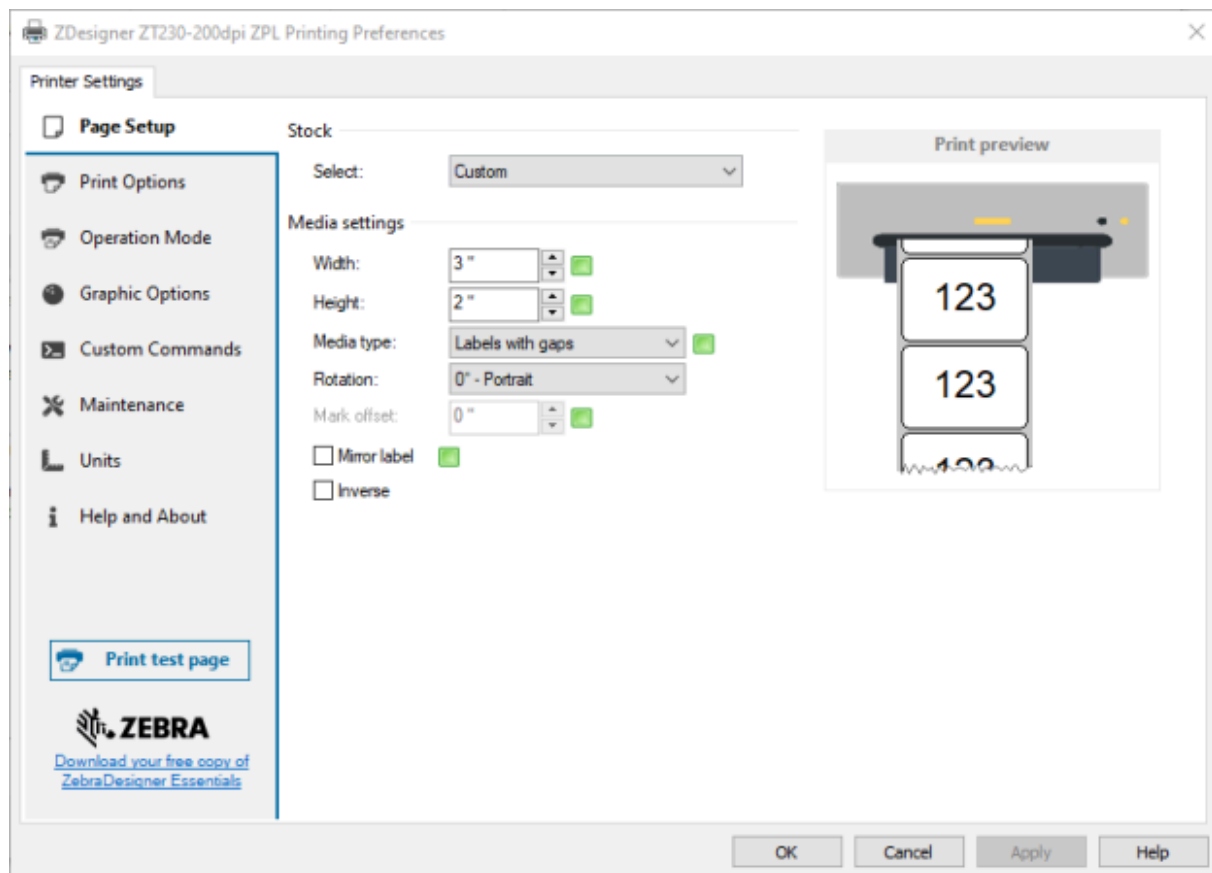 ZDesigner ZT230-200dpi ZPL Printing Preferences
Printer Settings
Page Setup
Print Options
Operation Mode
Graphic Options
Custom Commands
Maintenance
Units
Help and About
Print test page
ZEBRA
Download your free copy of
ZebraDesigner Essentials
Stock
Select: Custom
Media settings
Width: 3 "
Height: 2 "
Media type: Labels with gaps
Rotation: 0° - Portrait
Mark offset: 0 "
Mirror label
Inverse
Print preview
123
123
123
OK Cancel Apply Help